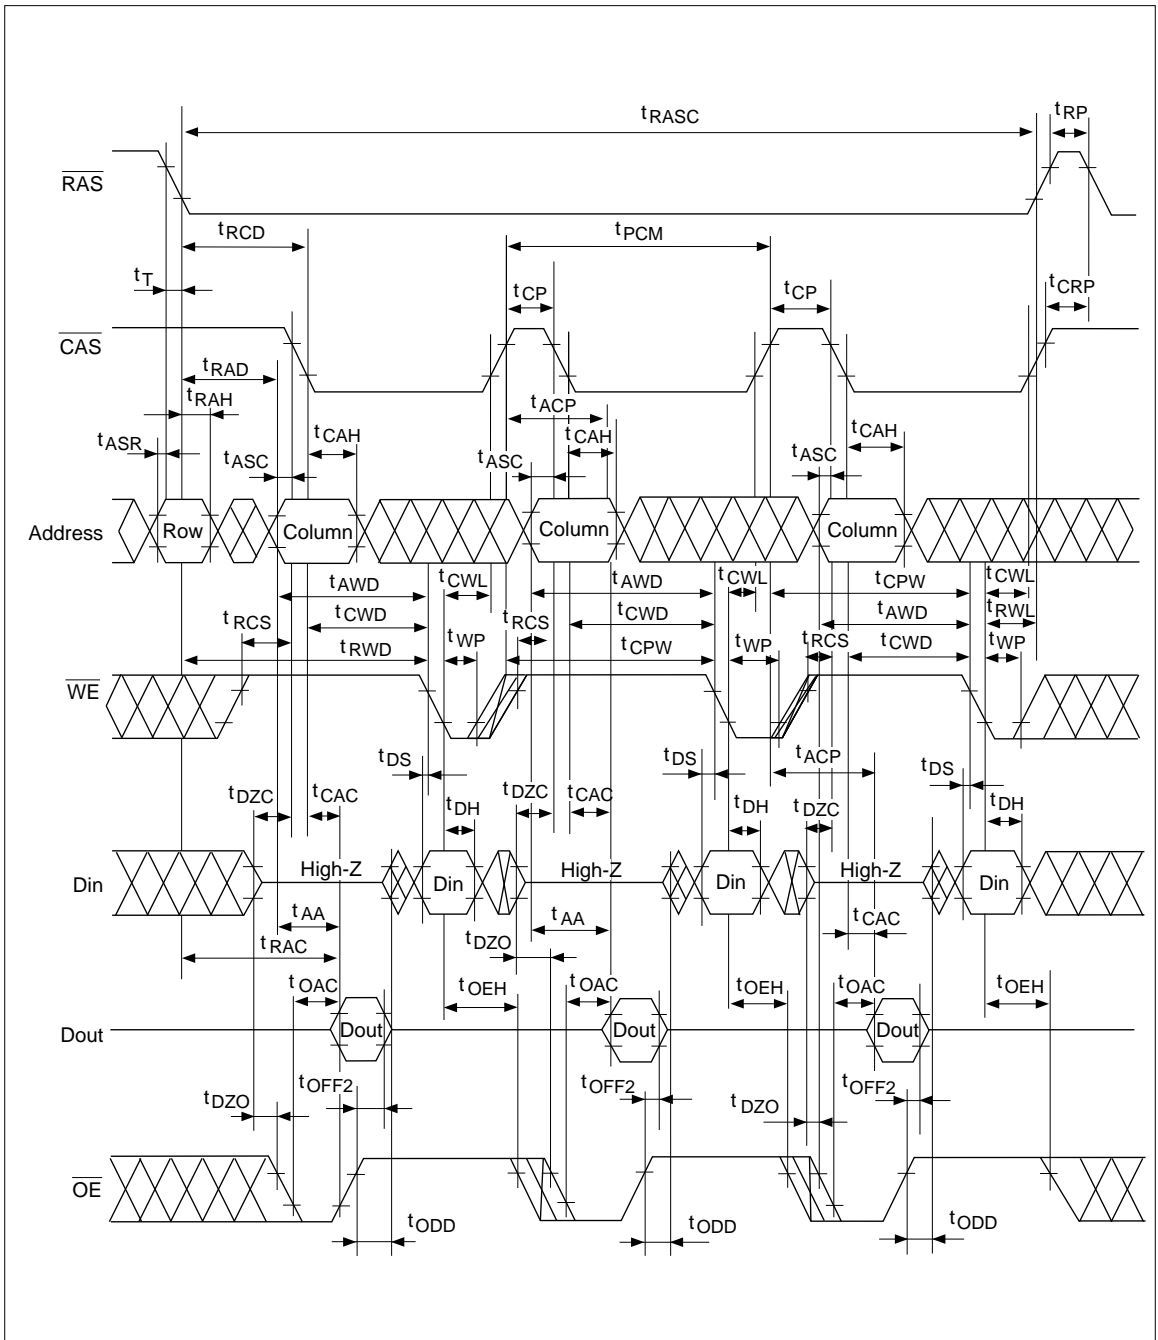 tRASC
tRP
RAS
tRCD
tPCM
tT
tCP
tCP
tCRP
CAS
tRAD
tRAH
tACP
tASR
tCAH
tCAH
tCAH
tASC
tASC
tASC
Address
Row
Column
Column
Column
tAWD
tCWL
tAWD
tCWL
tCPW
tCWL
tRCS
tCWD
tRCS
tCWD
tAWD
tRWL
tRWD
tWP
tCPW
tWP
tRCS
tCWD
tWP
WE
tDS
tDS
tACP
tDS
tDZC
tCAC
tDH
tDZC
tCAC
tDH
tDZC
tDH
Din
High-Z
Din
High-Z
Din
High-Z
Din
tAA
tDZO
tAA
tCAC
tRAC
tOAC
tOEH
tOAC
tOEH
tOAC
tOEH
Dout
Dout
Dout
Dout
tDZO
tOFF2
tOFF2
tDZO
tOFF2
OE
tODD
tODD
tODD